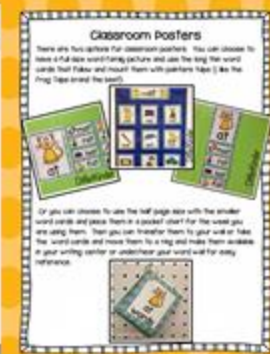 Classroom Posters
There are two options for classroom posters. You can choose to
have a full size word family picture and use the long thin word
cards that follow and mount them with painters tape (I like the
Frog Tape brand the best!).
at
at
Or you can choose to use the half page size with the smaller
word cards and place them in a pocket chart for the week you
are using them. Then you can transfer them to your wall or take
the word cards and move them to a ring and make them available
in your writing center or under/near your word wall for easy
reference.
at
words